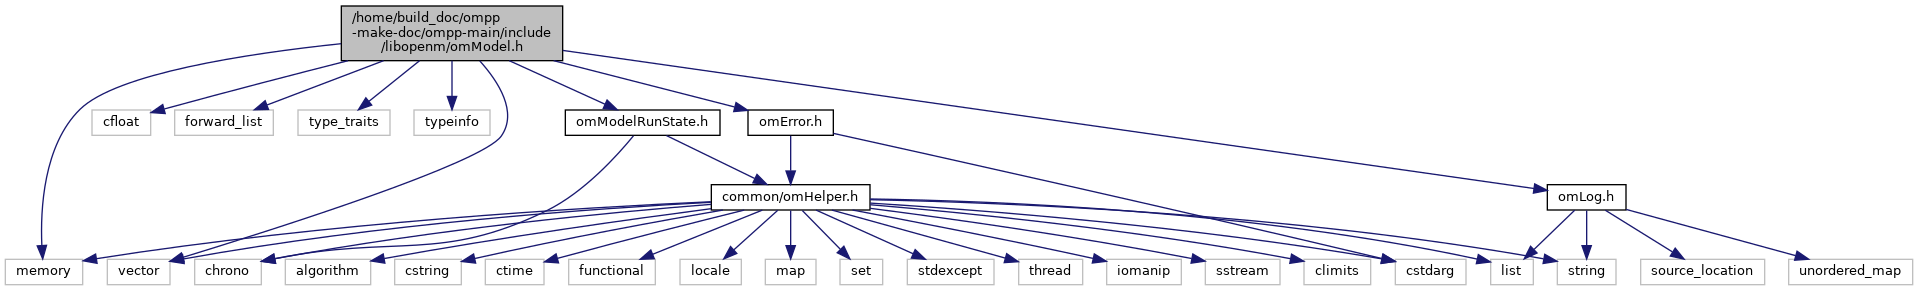 /home/build_doc/ompp
-make-doc/ompp-main/include
/libopenm/omModel.h
cfloat
forward_list
type_traits
typeinfo
omModelRunState.h
omError.h
common/omHelper.h
omLog.h
memory
vector
chrono
algorithm
cstring
ctime
functional
locale
map
set
stdexcept
thread
iomanip
sstream
climits
cstdarg
list
string
source_location
unordered_map